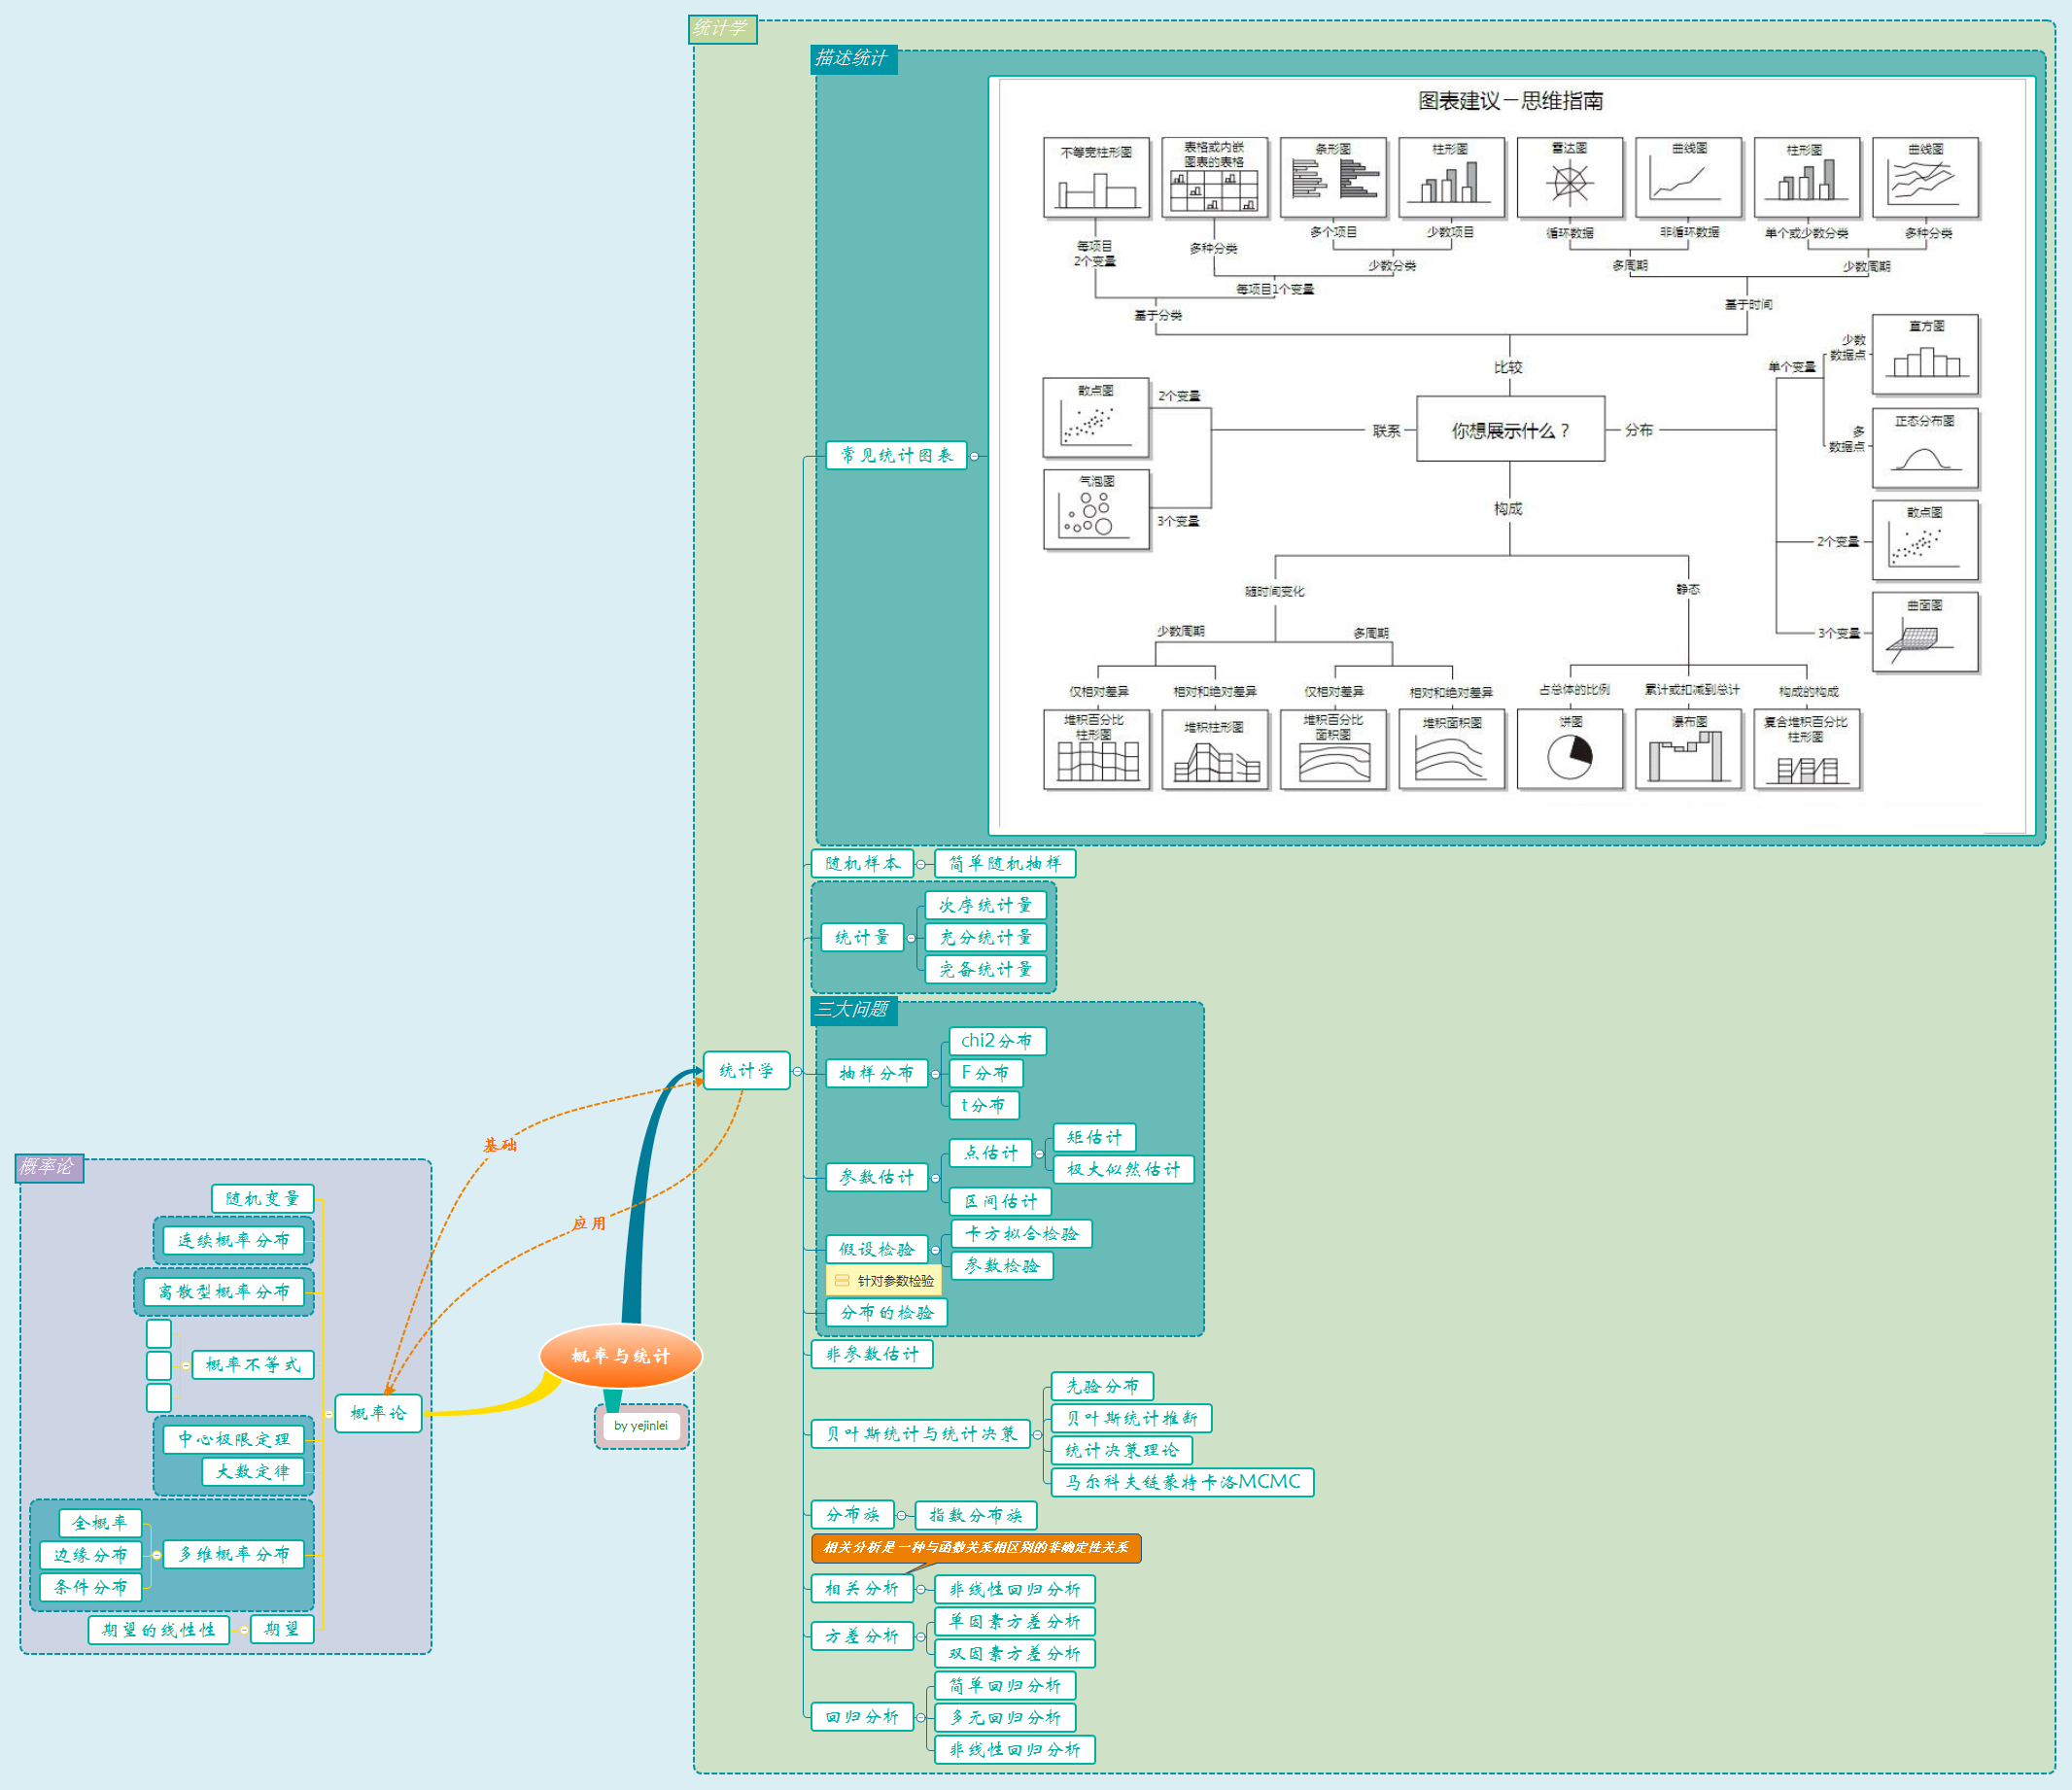 统计学
描述统计
图表建议－思维指南
不等宽柱形图
表格或内嵌
图表的表格
条形图
柱形图
雷达图
曲线图
柱形图
曲线图
每项目
2个变量
多种分类
多个项目
少数项目
循环数据
非循环数据
单个或少数分类
多种分类
少数分类
多周期
少数周期
每项目1个变量
基于分类
基于时间
比较
你想展示什么？
联系
2个变量
散点图
3个变量
气泡图
分布
单个变量
少数
数据点
直方图
多
数据点
正态分布图
2个变量
散点图
3个变量
曲面图
构成
随时间变化
静态
少数周期
多周期
仅相对差异
相对和绝对差异
仅相对差异
相对和绝对差异
占总体的比例
累计或扣减到总计
构成的构成
堆积百分比
柱形图
堆积柱形图
堆积百分比
面积图
堆积面积图
饼图
瀑布图
复合堆积百分比
柱形图
常见统计图表
随机样本
简单随机抽样
统计量
次序统计量
充分统计量
完备统计量
三大问题
抽样分布
chi2分布
F分布
t分布
参数估计
点估计
矩估计
极大似然估计
区间估计
假设检验
卡方拟合检验
参数检验
针对参数检验
分布的检验
非参数估计
贝叶斯统计与统计决策
先验分布
贝叶斯统计推断
统计决策理论
马尔科夫链蒙特卡洛MCMC
分布族
指数分布族
相关分析是一种与函数关系相区别的非确定性关系
相关分析
非线性回归分析
方差分析
单因素方差分析
双因素方差分析
回归分析
简单回归分析
多元回归分析
非线性回归分析
统计学
基础
应用
概率与统计
by yejinlei
概率论
概率论
随机变量
连续概率分布
离散型概率分布
概率不等式
中心极限定理
大数定律
多维概率分布
全概率
边缘分布
条件分布
期望
期望的线性性